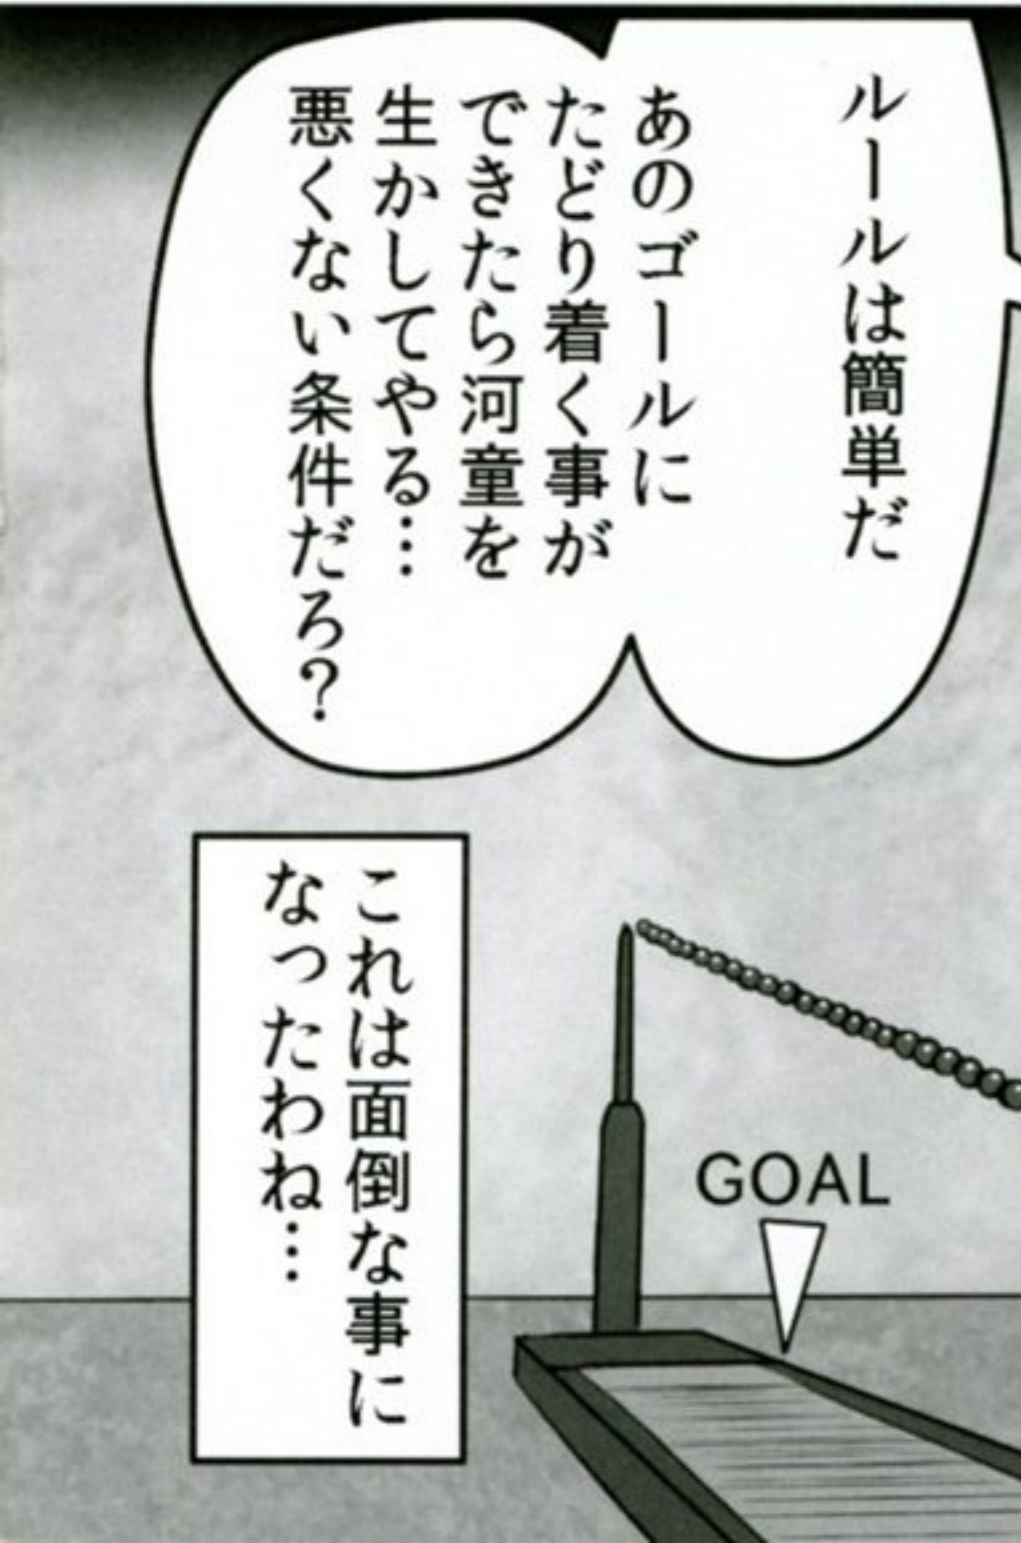 ルールは簡単だ
あのゴールに
たどり着く事が
できたら河童を
生かしてやる…
悪くない条件だろ？
これは面倒な事に
なったわね…
GOAL